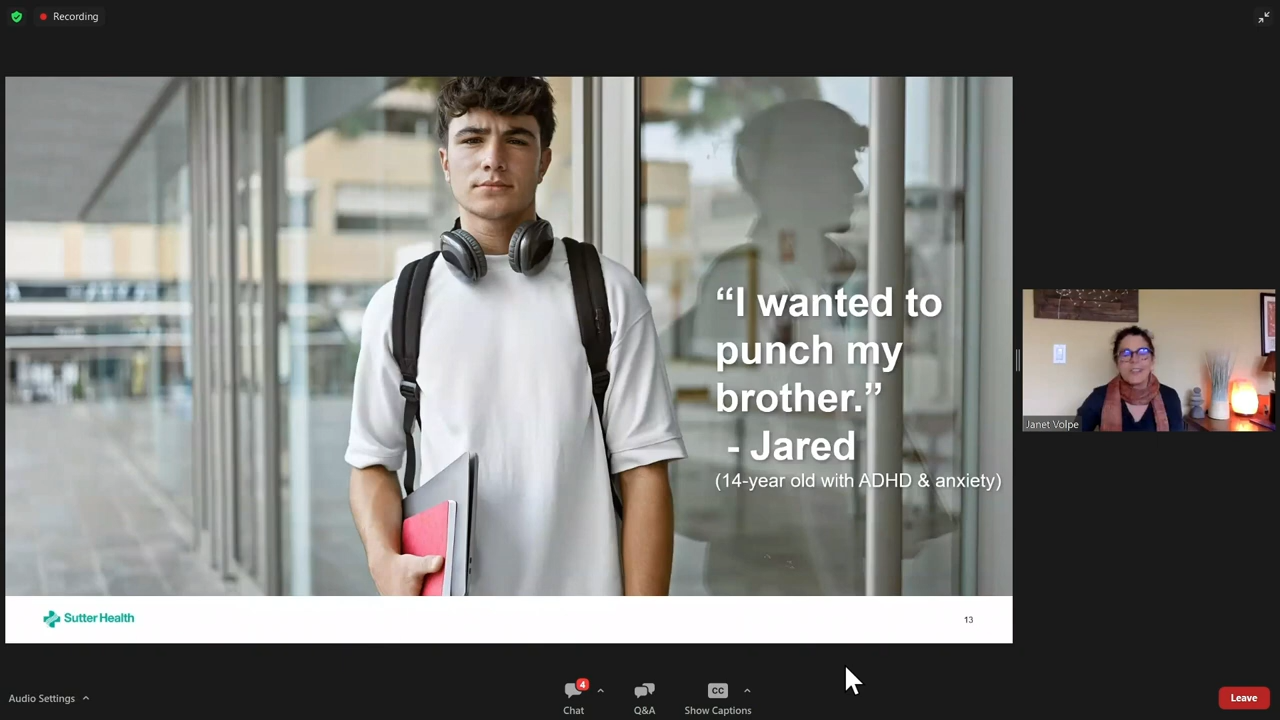 Recording
“I wanted to
punch my
brother.”
- Jared
(14-year old with ADHD & anxiety)
Janet Volpe
Sutter Health
13
Audio Settings
4
Chat
Q&A
CC
Show Captions
Leave